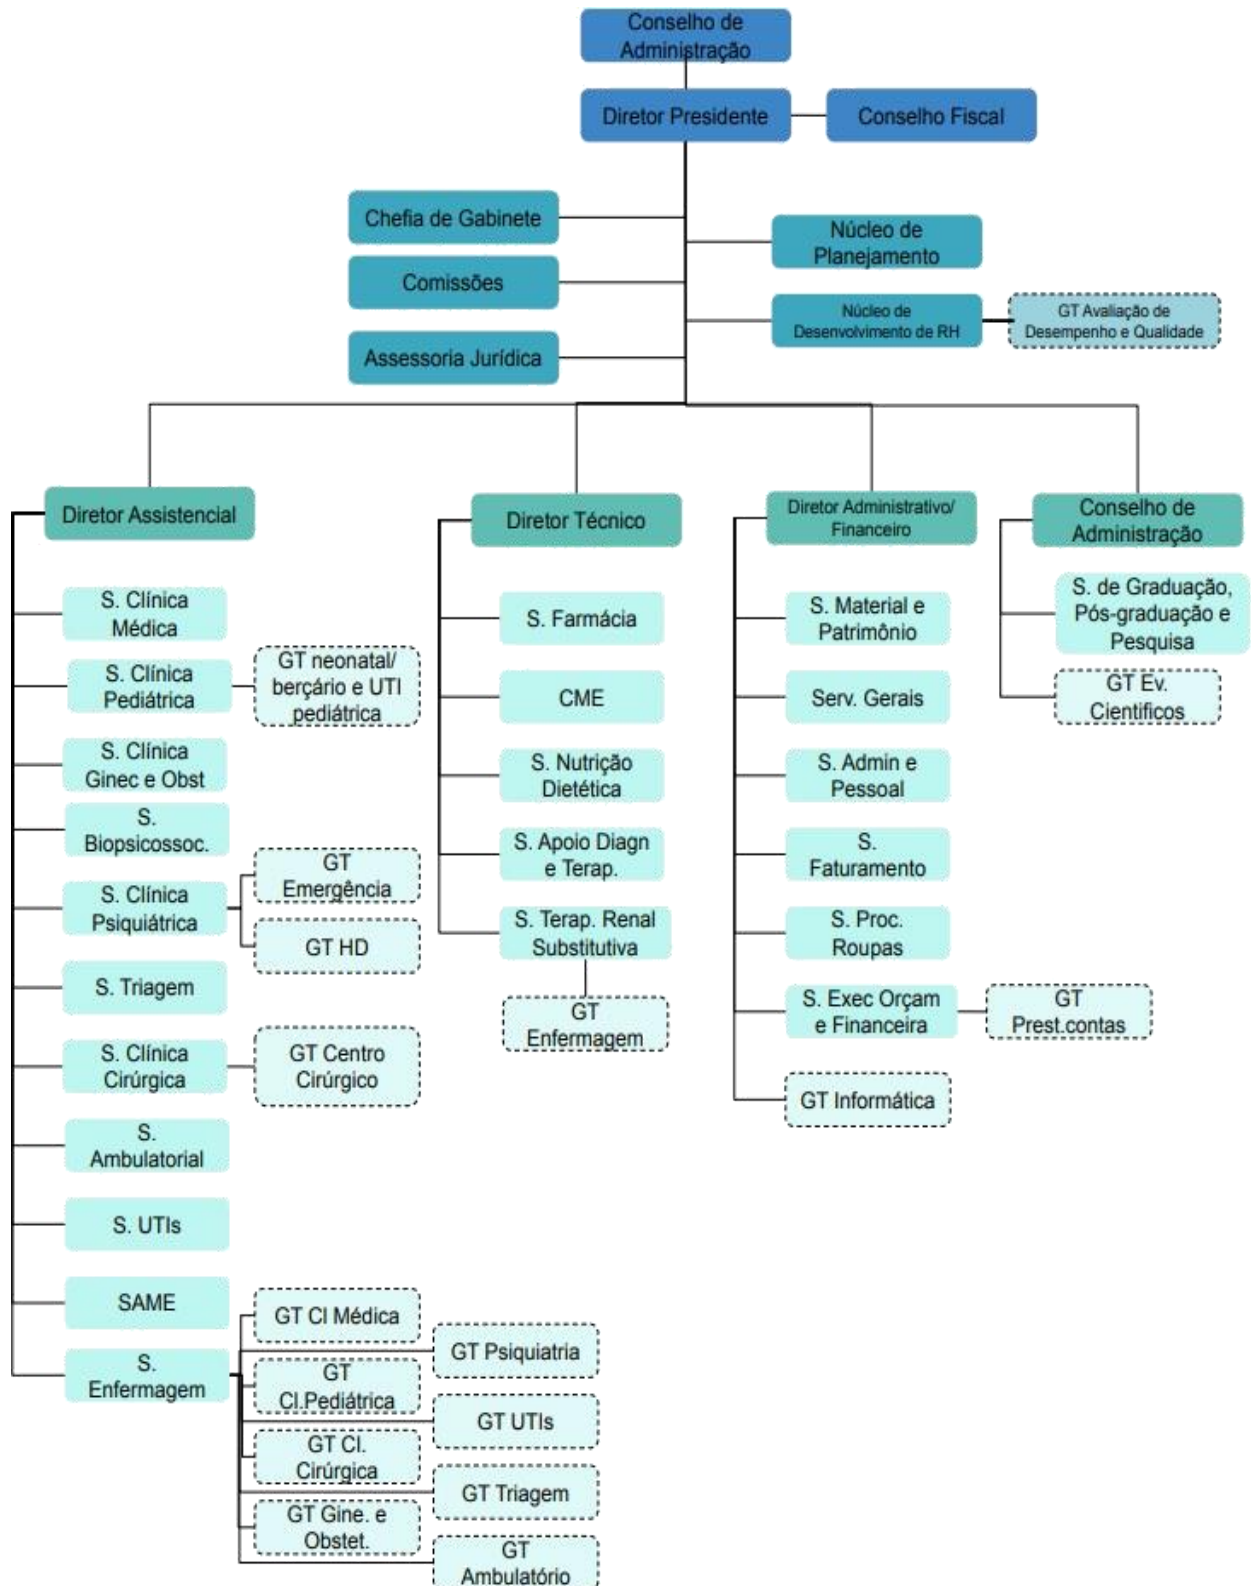 Conselho de
Administração
Diretor Presidente
Conselho Fiscal
Chefia de Gabinete
Núcleo de
Planejamento
Comissões
Núcleo de
Desenvolvimento de RH
GT Avaliação de
Desempenho e Qualidade
Assessoria Jurídica
Diretor Assistencial
S. Clínica
Médica
S. Clínica
Pediátrica
GT neonatal/
berçário e UTI
pediátrica
S. Clínica
Ginec e Obst
S.
Biopsicossoc.
S. Clínica
Psiquiátrica
GT
Emergência
GT HD
S. Triagem
S. Clínica
Cirúrgica
GT Centro
Cirúrgico
S.
Ambulatorial
S. UTIs
SAME
S.
Enfermagem
GT Cl Médica
GT Psiquiatria
GT
Cl.Pediátrica
GT UTIs
GT Cl.
Cirúrgica
GT Triagem
GT Gine. e
Obstet.
GT
Ambulatório
Diretor Técnico
S. Farmácia
CME
S. Nutrição
Dietética
S. Apoio Diagn
e Terap.
S. Terap. Renal
Substitutiva
GT
Enfermagem
Diretor Administrativo/
Financeiro
S. Material e
Patrimônio
Serv. Gerais
S. Admin e
Pessoal
S.
Faturamento
S. Proc.
Roupas
S. Exec Orçam
e Financeira
GT
Prest.contas
GT Informática
Conselho de
Administração
S. de Graduação,
Pós-graduação e
Pesquisa
GT Ev.
Cientificos